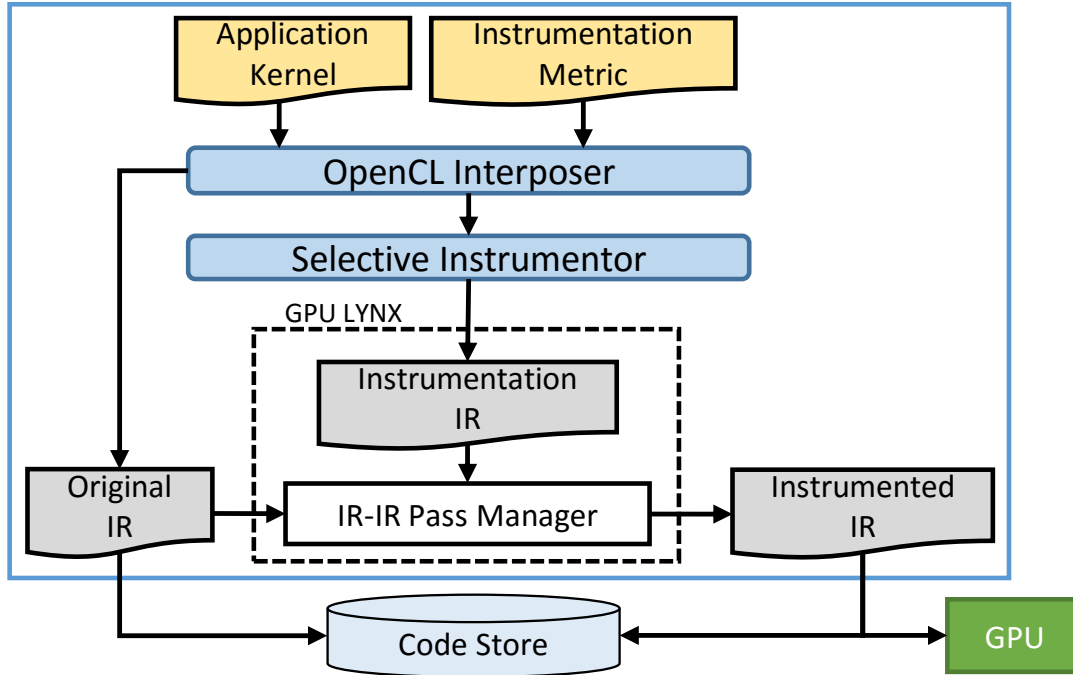 Application
Kernel
Instrumentation
Metric
OpenCL Interposer
Selective Instrumentor
GPU LYNX
Instrumentation
IR
Original
IR
IR-IR Pass Manager
Instrumented
IR
Code Store
GPU